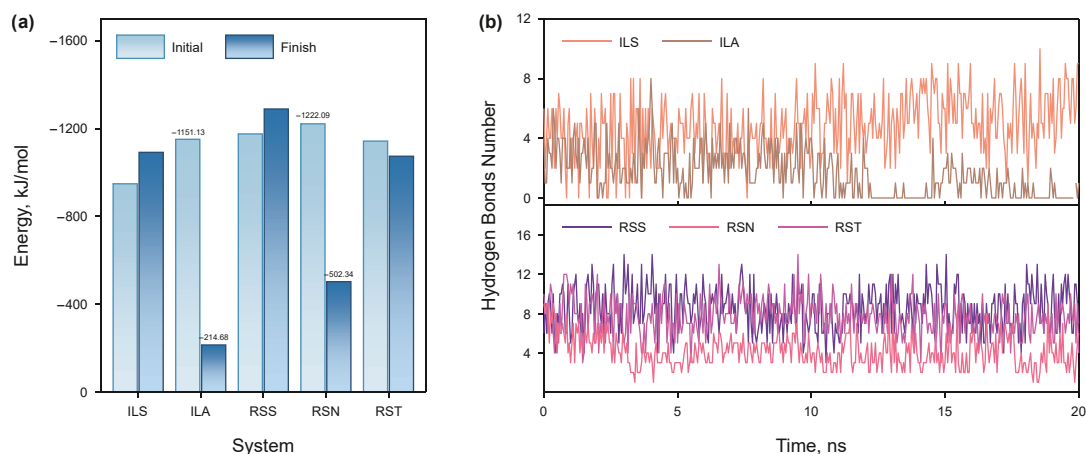 (a)
Energy, kJ/mol
−1600
−1200
−800
−400
0
Initial
Finish
−1151.13
−214.68
−1222.09
−502.34
ILS
ILA
RSS
RSN
RST
System
(b)
Hydrogen Bonds Number
12
8
4
0
ILS
ILA
16
12
8
4
RSS
RSN
RST
0
5
10
15
20
Time, ns